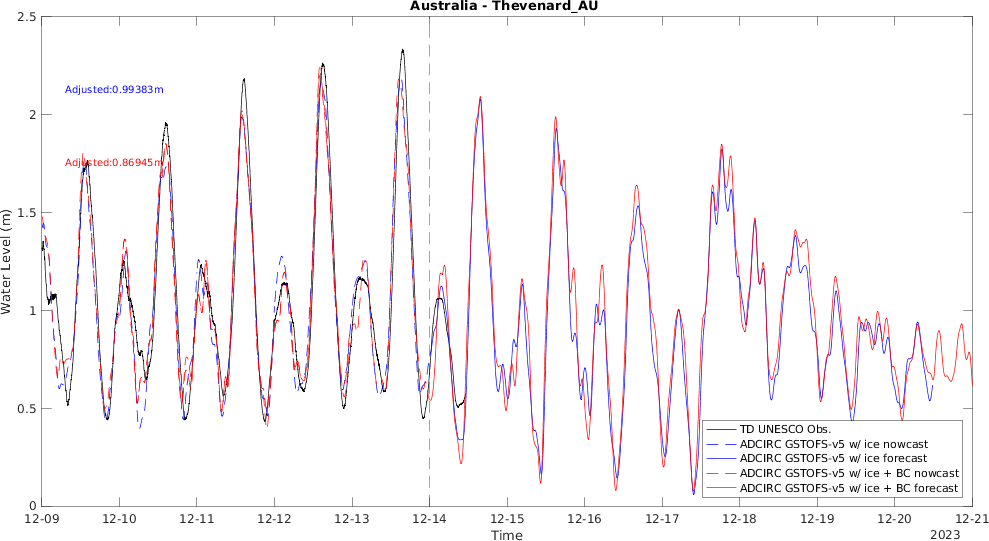 Australia - Thevenard_AU
2.5
2
1.5
1
0.5
0
Water Level (m)
Adjusted:0.99383m
Adjusted:0.86945m
TD UNESCO Obs.
ADCIRC GSTOFS-v5 w/ ice nowcast
ADCIRC GSTOFS-v5 w/ ice forecast
ADCIRC GSTOFS-v5 w/ ice + BC nowcast
ADCIRC GSTOFS-v5 w/ ice + BC forecast
12-09 12-10 12-11 12-12 12-13 12-14 12-15 12-16 12-17 12-18 12-19 12-20 12-21
Time
2023